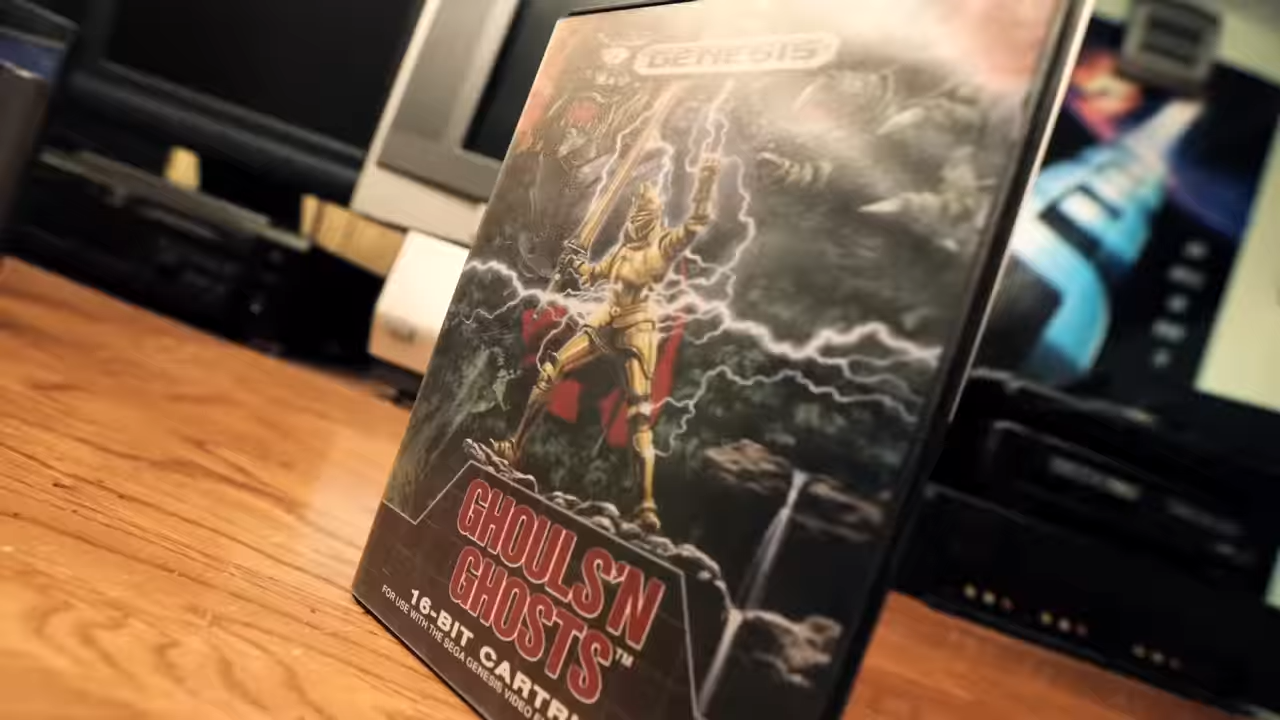 GENESIS
GHOULS'N
GHOSTS™
16-BIT CARTRI
FOR USE WITH THE SEGA GENESIS VIDEO E